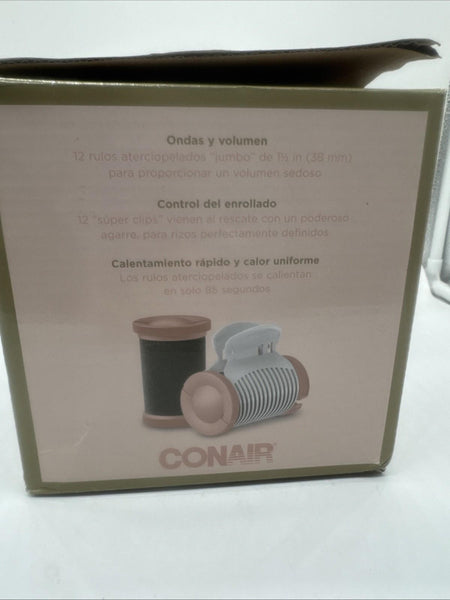 Ondas y volumen
12 rulos aterciopelados "jumbo" de 1½ in (38 mm)
para proporcionar un volumen sedoso
Control del enrollado
12 "súper clips" vienen al rescate con un poderoso
agarre, para rizos perfectamente definidos
Calentamiento rápido y calor uniforme
Los rulos aterciopelados se calientan
en solo 85 segundos
CONAIR